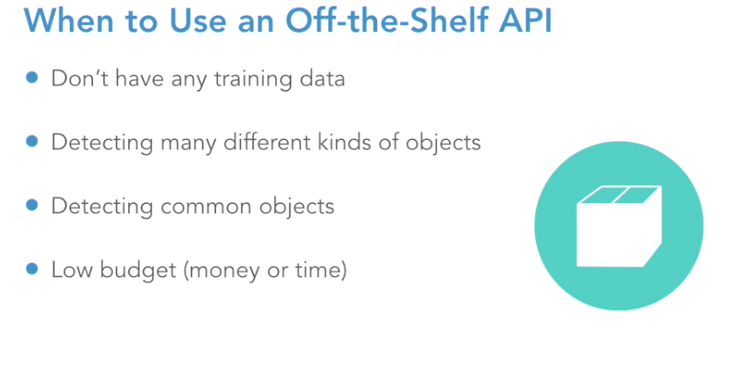 When to Use an Off-the-Shelf API
• Don’t have any training data
• Detecting many different kinds of objects
• Detecting common objects
• Low budget (money or time)